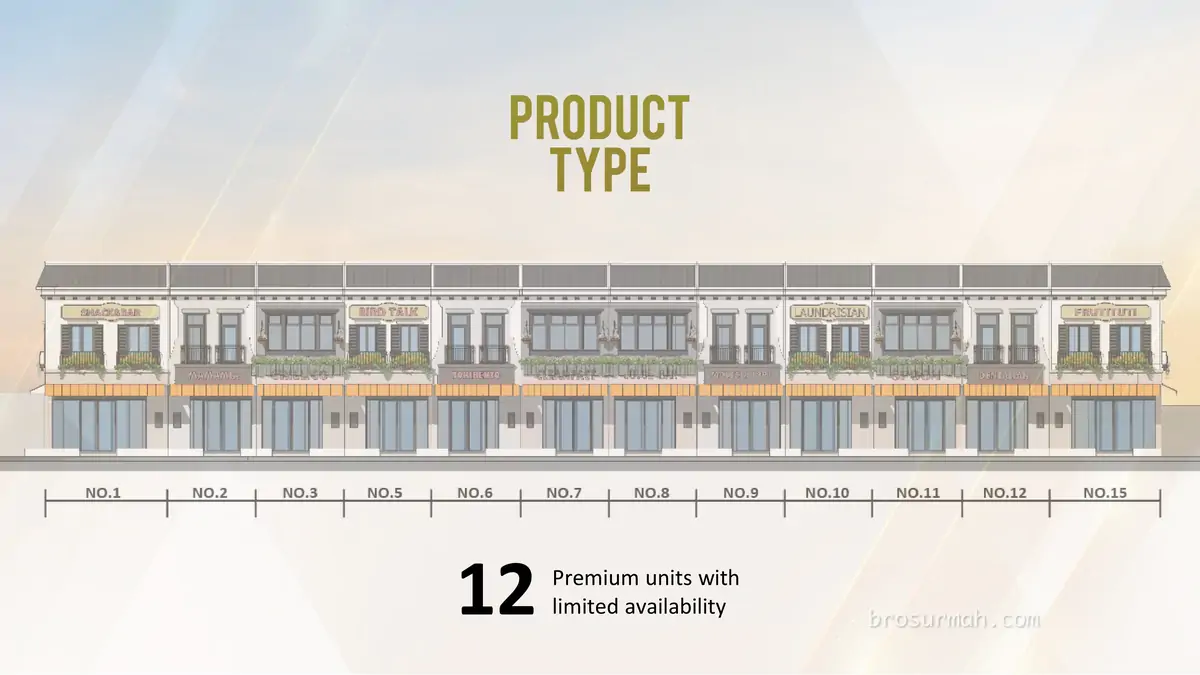 PRODUCT
TYPE
SNACK&BAR
BIRD TALK
LAUNDRISIAN
FRUTITUTI
NO.1 NO.2 NO.3 NO.5 NO.6 NO.7 NO.8 NO.9 NO.10 NO.11 NO.12 NO.15
12 Premium units with
limited availability
brosurmah.com